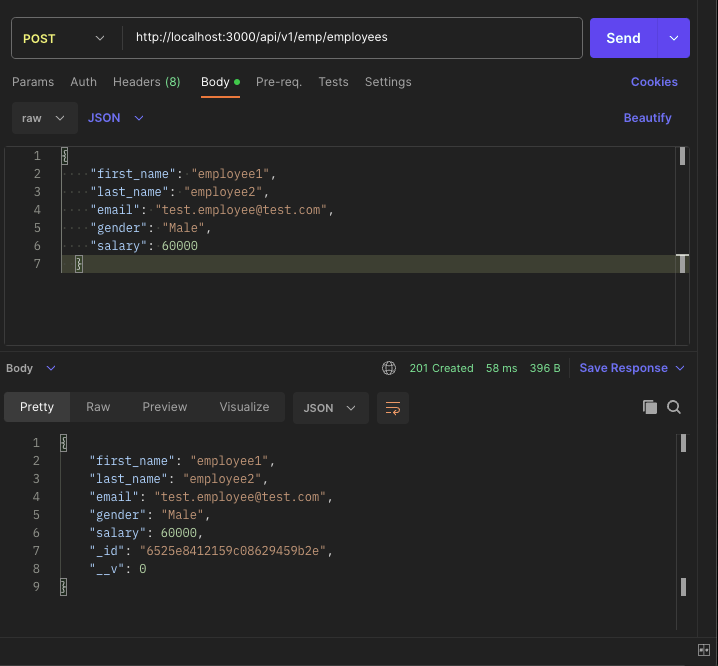 POST http://localhost:3000/api/v1/emp/employees Send
Params Auth Headers (8) Body Pre-req. Tests Settings Cookies
raw JSON Beautify
1 {
2 "first_name": "employee1",
3 "last_name": "employee2",
4 "email": "test.employee@test.com",
5 "gender": "Male",
6 "salary": 60000
7 }
Body 201 Created 58 ms 396 B Save Response
Pretty Raw Preview Visualize JSON
1 {
2 "first_name": "employee1",
3 "last_name": "employee2",
4 "email": "test.employee@test.com",
5 "gender": "Male",
6 "salary": 60000,
7 "_id": "6525e8412159c08629459b2e",
8 "__v": 0
9 }